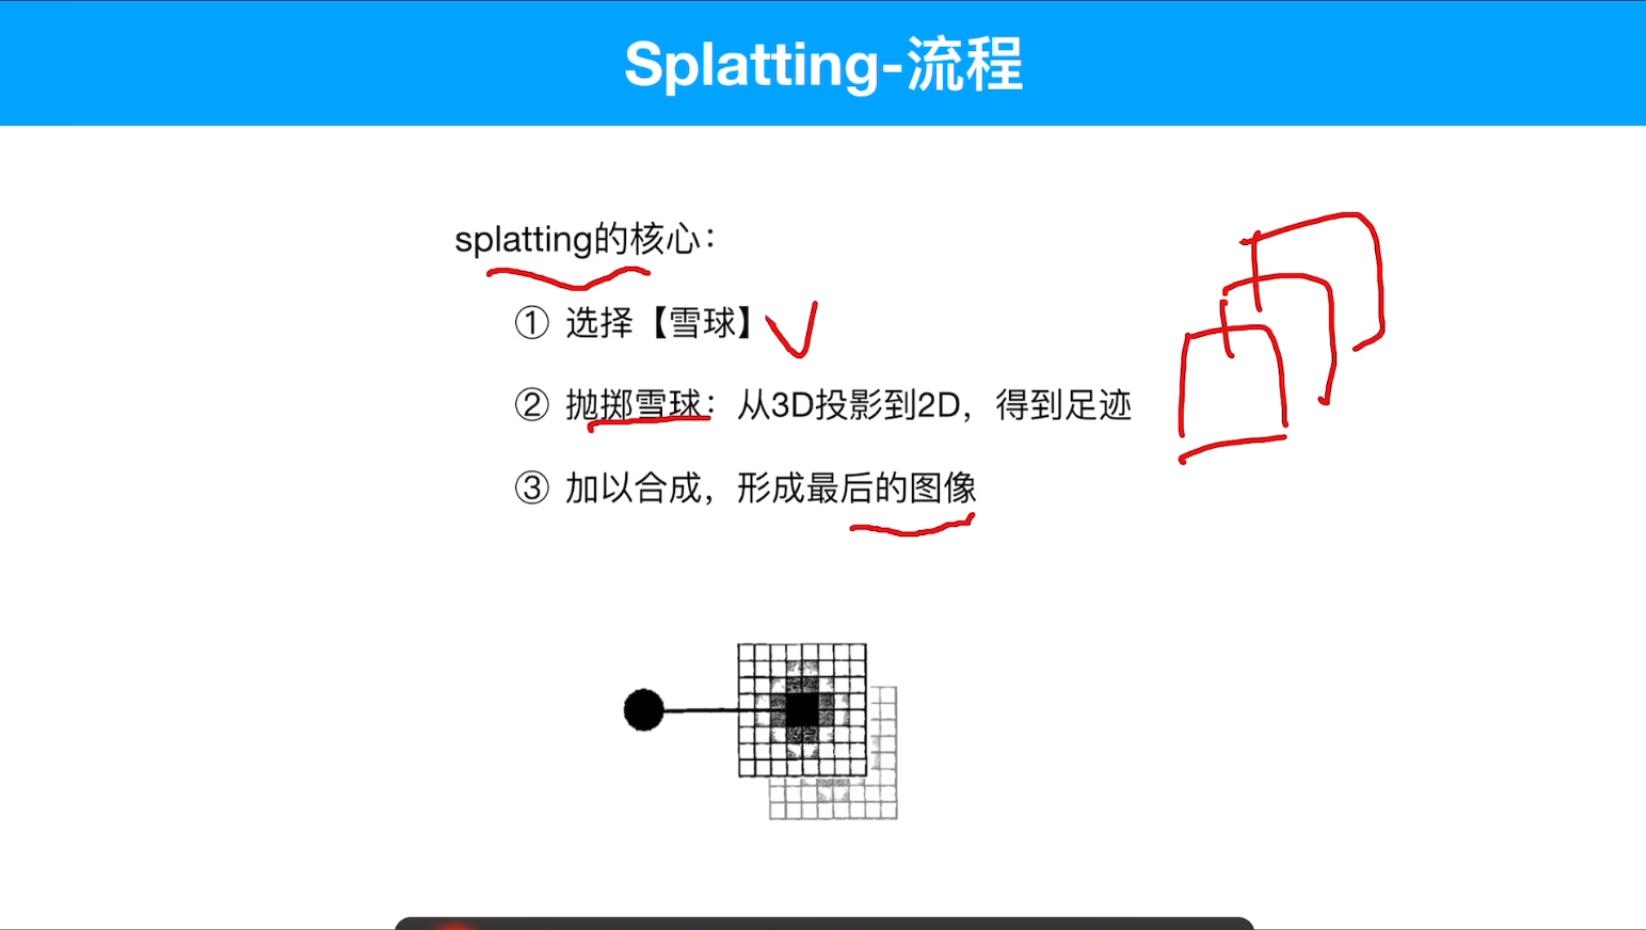 Splatting-流程
splatting的核心：
① 选择【雪球】
② 抛掷雪球：从3D投影到2D，得到足迹
③ 加以合成，形成最后的图像